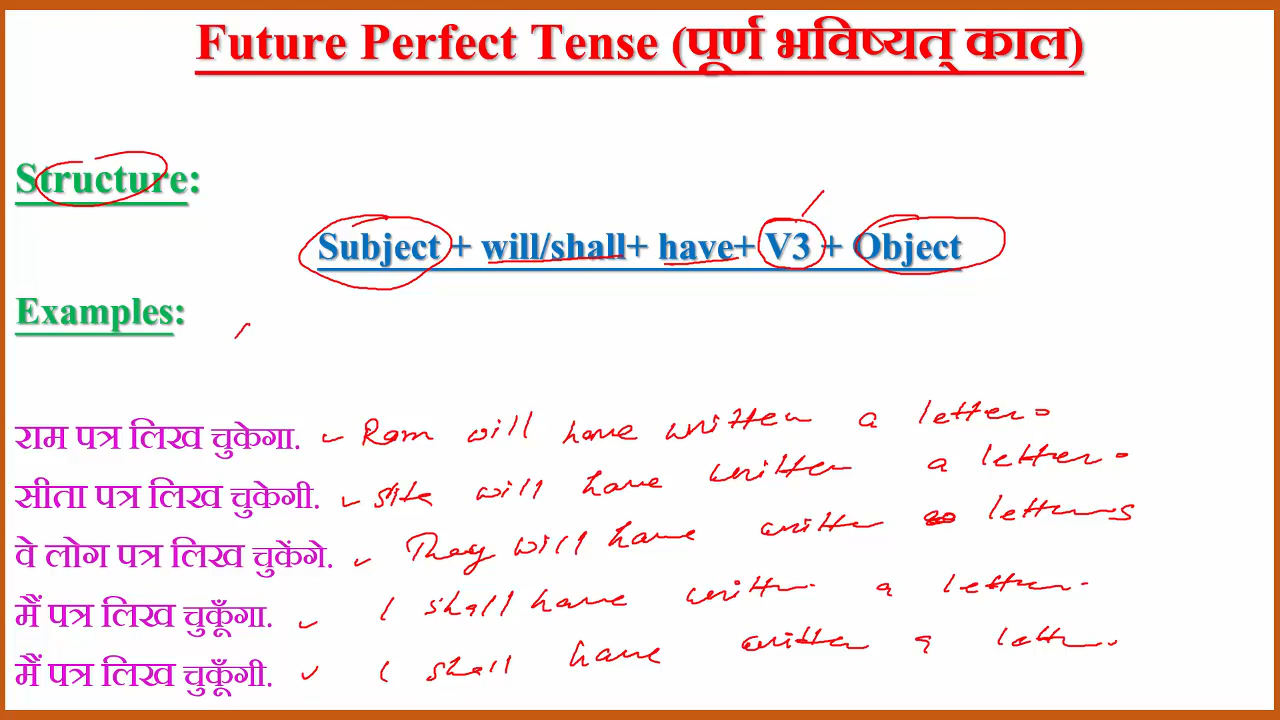 Future Perfect Tense (पूर्ण भविष्यत् काल)
Structure:
Subject + will/shall+ have+ V3 + Object
Examples:
राम पत्र लिख चुकेगा. Ram will have written a letter.
सीता पत्र लिख चुकेगी. Sita will have written a letter.
वे लोग पत्र लिख चुकेंगे. They will have written letters
मैं पत्र लिख चुकूँगा. I shall have written a letter.
मैं पत्र लिख चुकूँगी. I shall have written a letter.